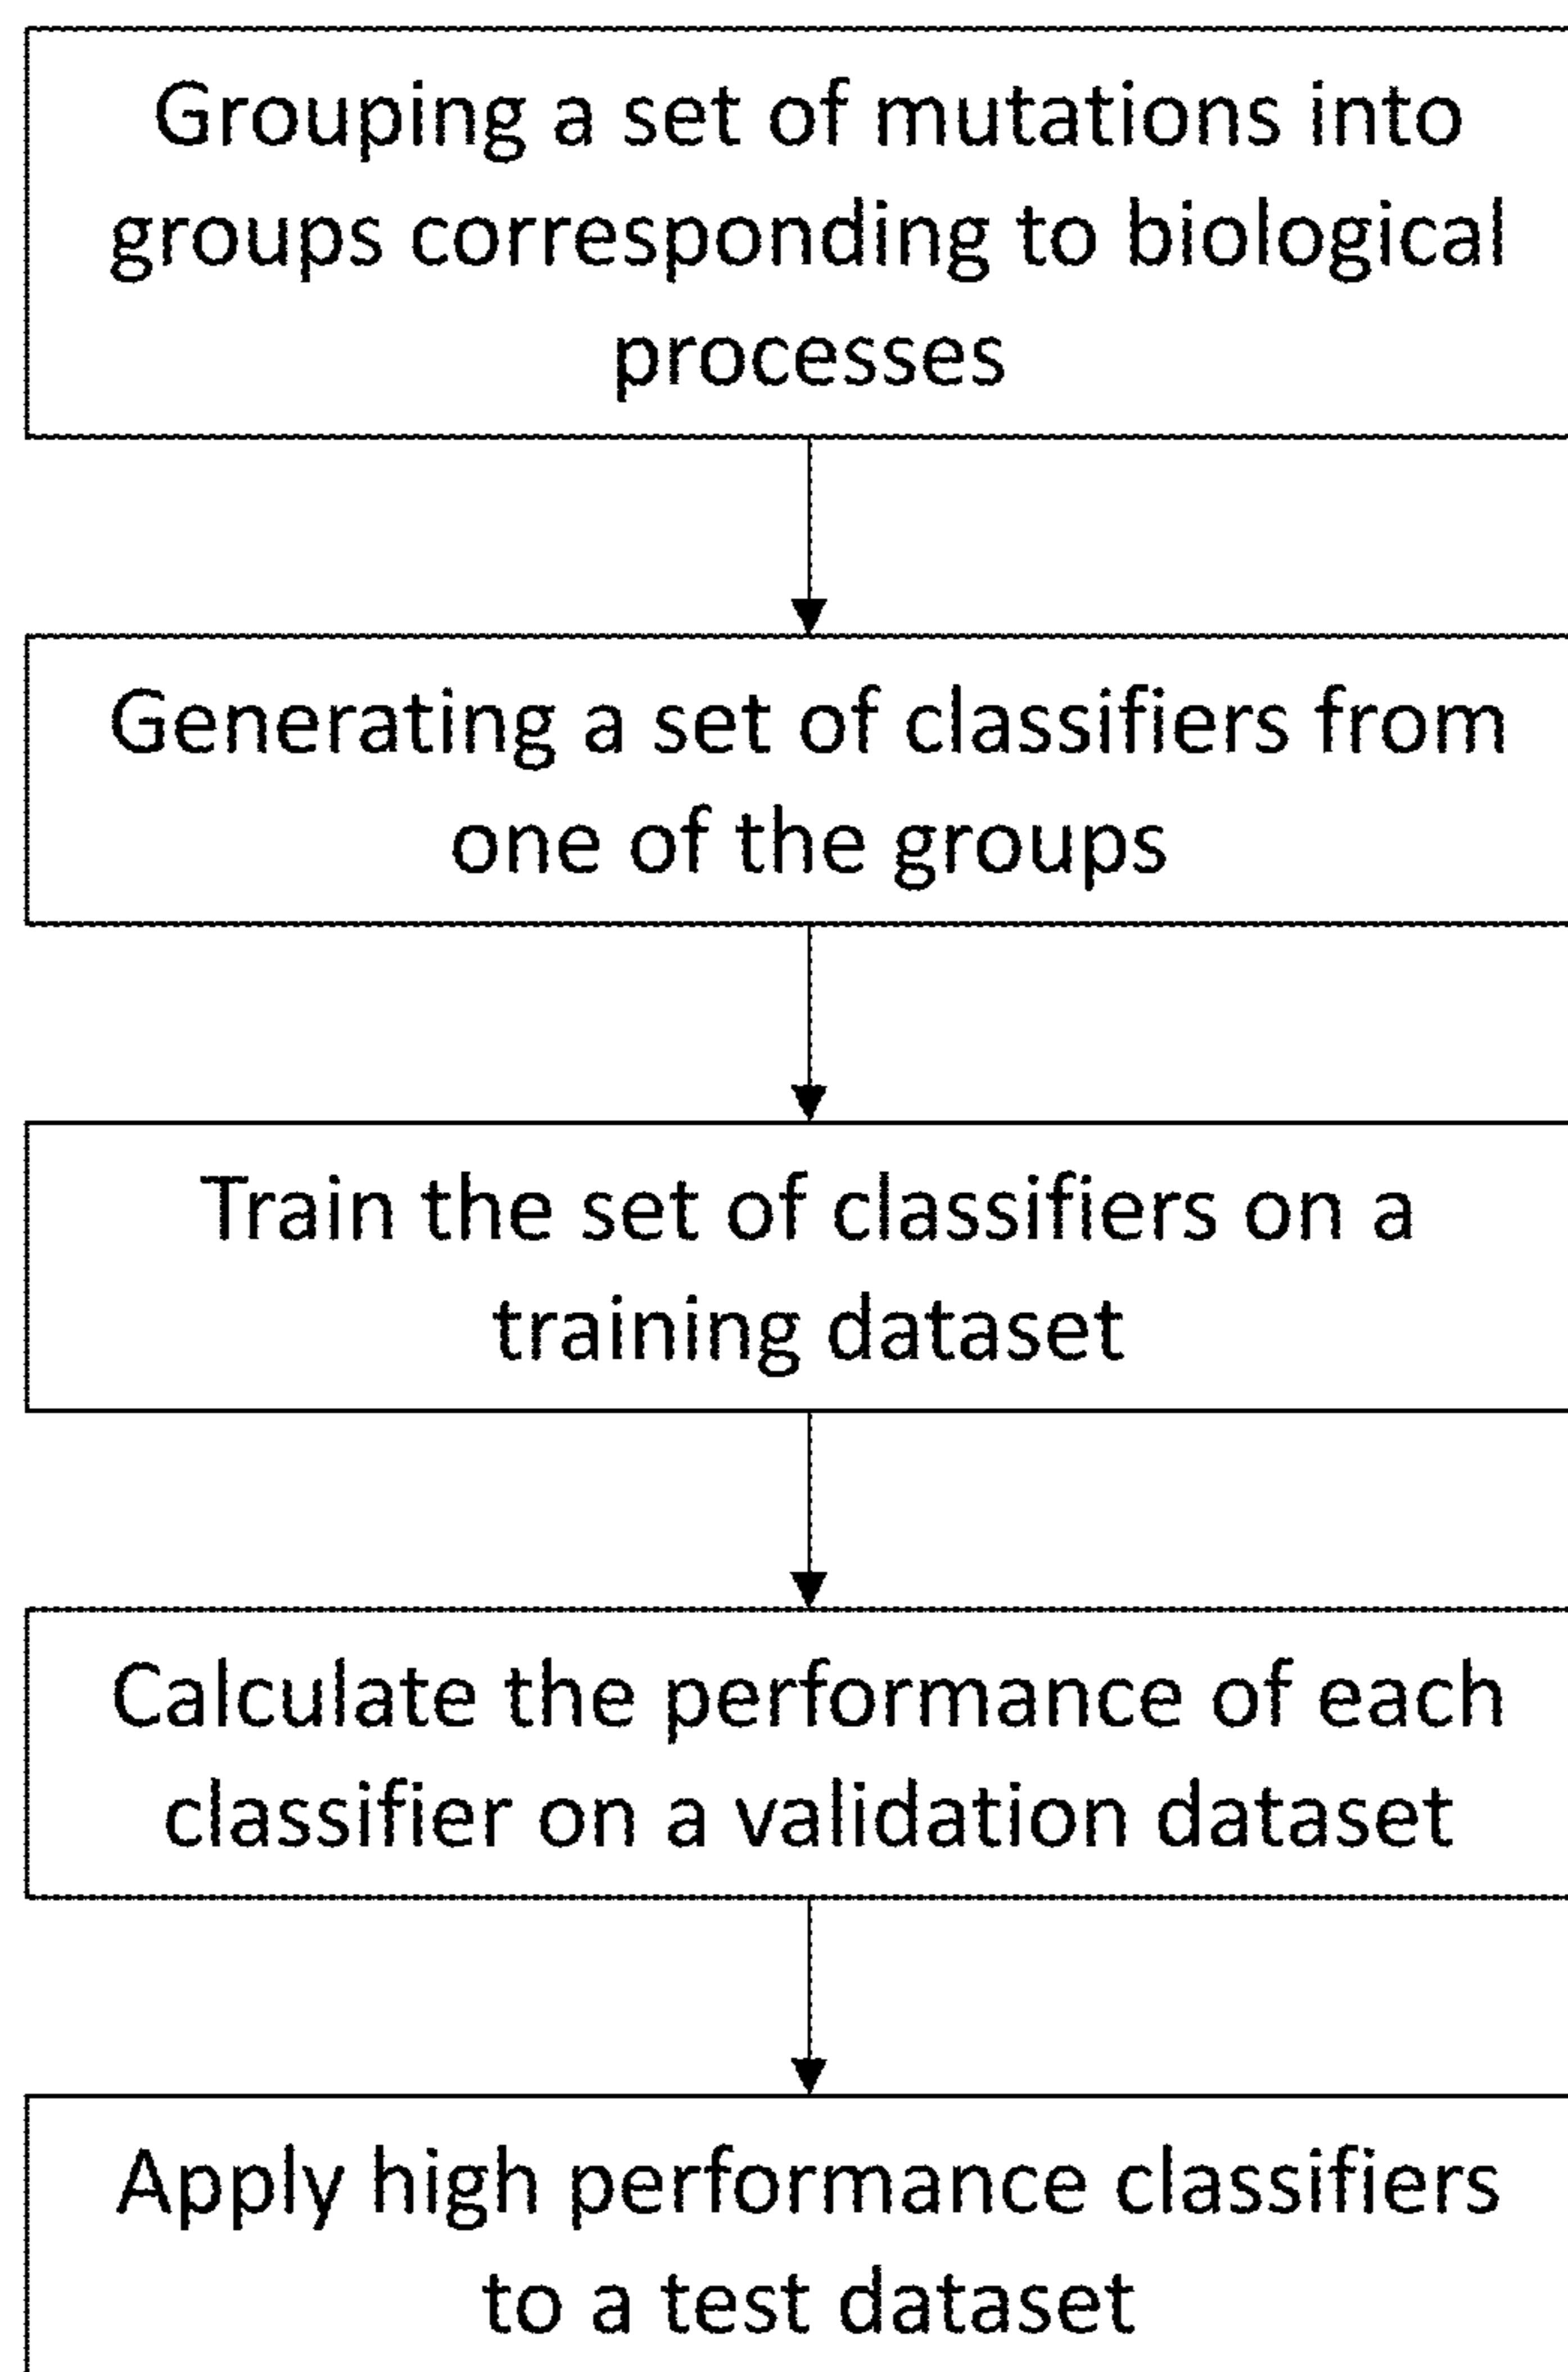 Grouping a set of mutations into
groups corresponding to biological
processes
Generating a set of classifiers from
one of the groups
Train the set of classifiers on a
training dataset
Calculate the performance of each
classifier on a validation dataset
Apply high performance classifiers
to a test dataset